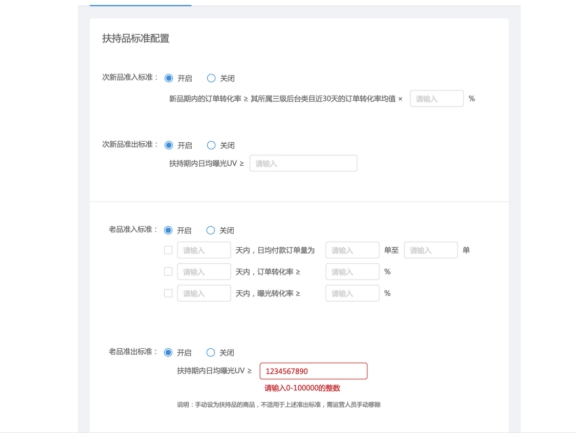 扶持品标准配置
次新品准入标准： 开启 关闭
新品期内的订单转化率 ≥ 其所属三级后台类目近30天的订单转化率均值 × 请输入 %
次新品准出标准： 开启 关闭
扶持期内日均曝光UV ≥ 请输入
老品准入标准： 开启 关闭
请输入 天内，日均付款订单量为 请输入 单至 请输入 单
请输入 天内，订单转化率 ≥ 请输入 %
请输入 天内，曝光转化率 ≥ 请输入 %
老品准出标准： 开启 关闭
扶持期内日均曝光UV ≥ 1234567890
请输入0-100000的整数
说明：手动设为扶持品的商品，不适用于上述准出标准，需运营人员手动移除